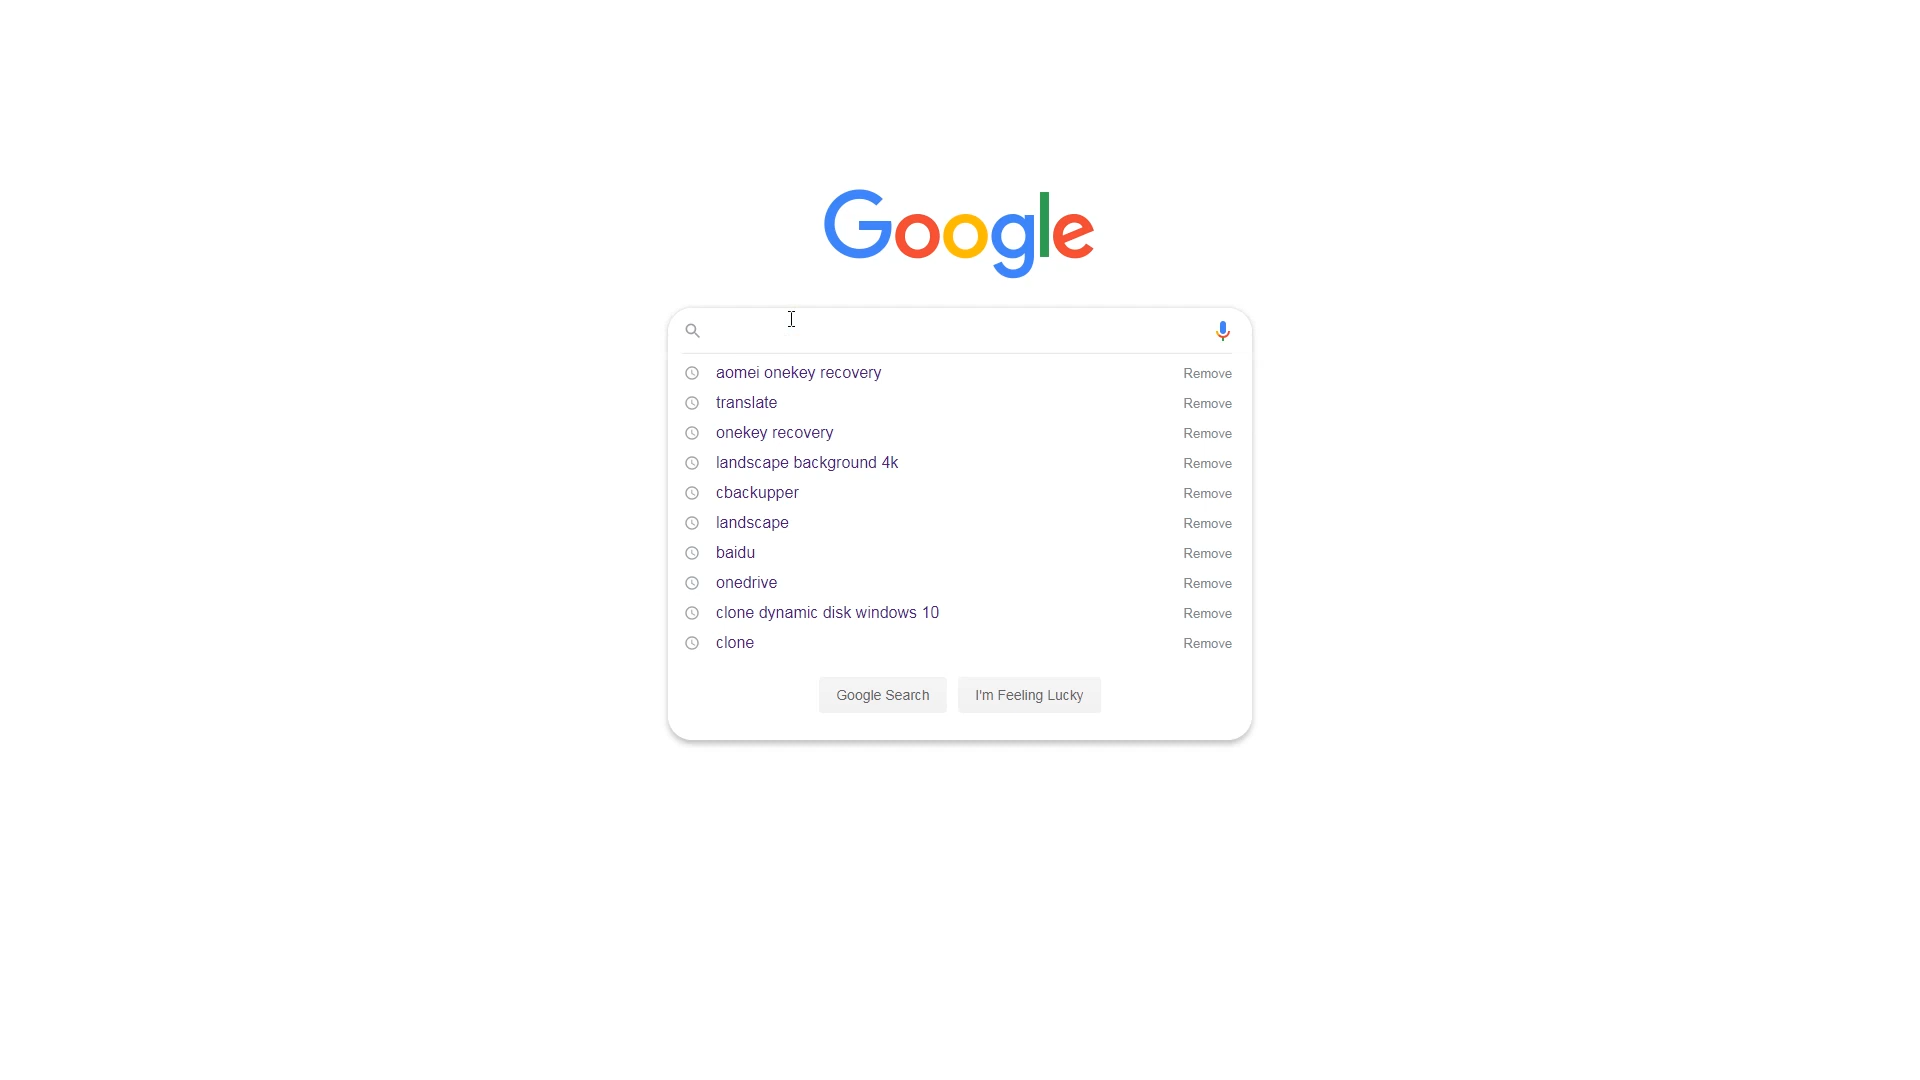 Google
aomei onekey recovery Remove
translate Remove
onekey recovery Remove
landscape background 4k Remove
cbackupper Remove
landscape Remove
baidu Remove
onedrive Remove
clone dynamic disk windows 10 Remove
clone Remove
Google Search I'm Feeling Lucky